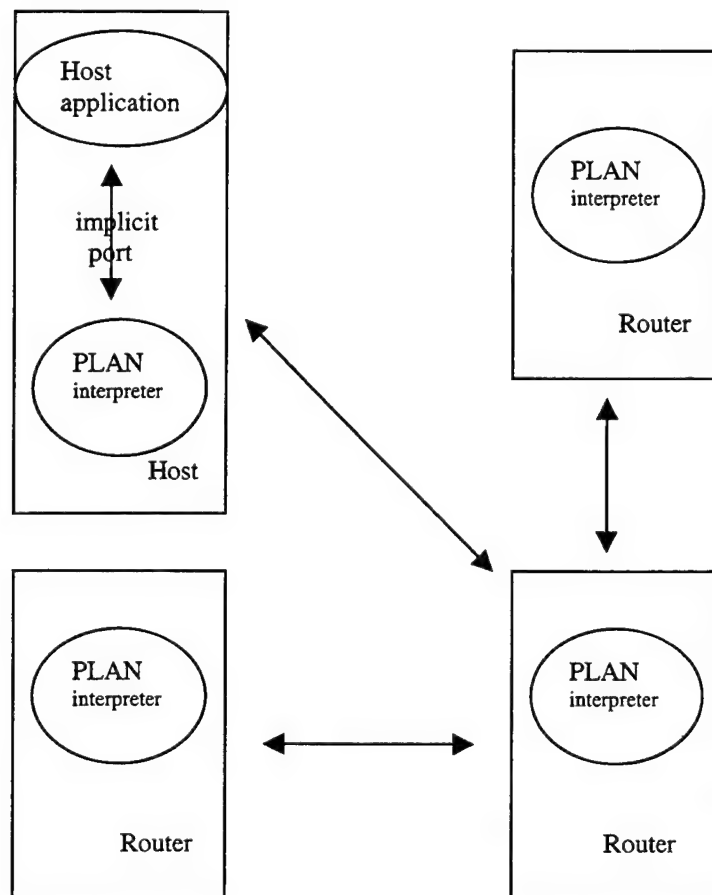 Host
application
implicit
port
PLAN
interpreter
Host
PLAN
interpreter
Router
PLAN
interpreter
Router
PLAN
interpreter
Router